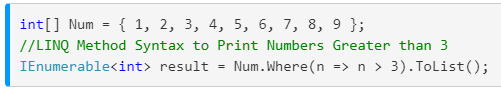 int[] Num = { 1, 2, 3, 4, 5, 6, 7, 8, 9 };
//LINQ Method Syntax to Print Numbers Greater than 3
IEnumerable<int> result = Num.Where(n => n > 3).ToList();